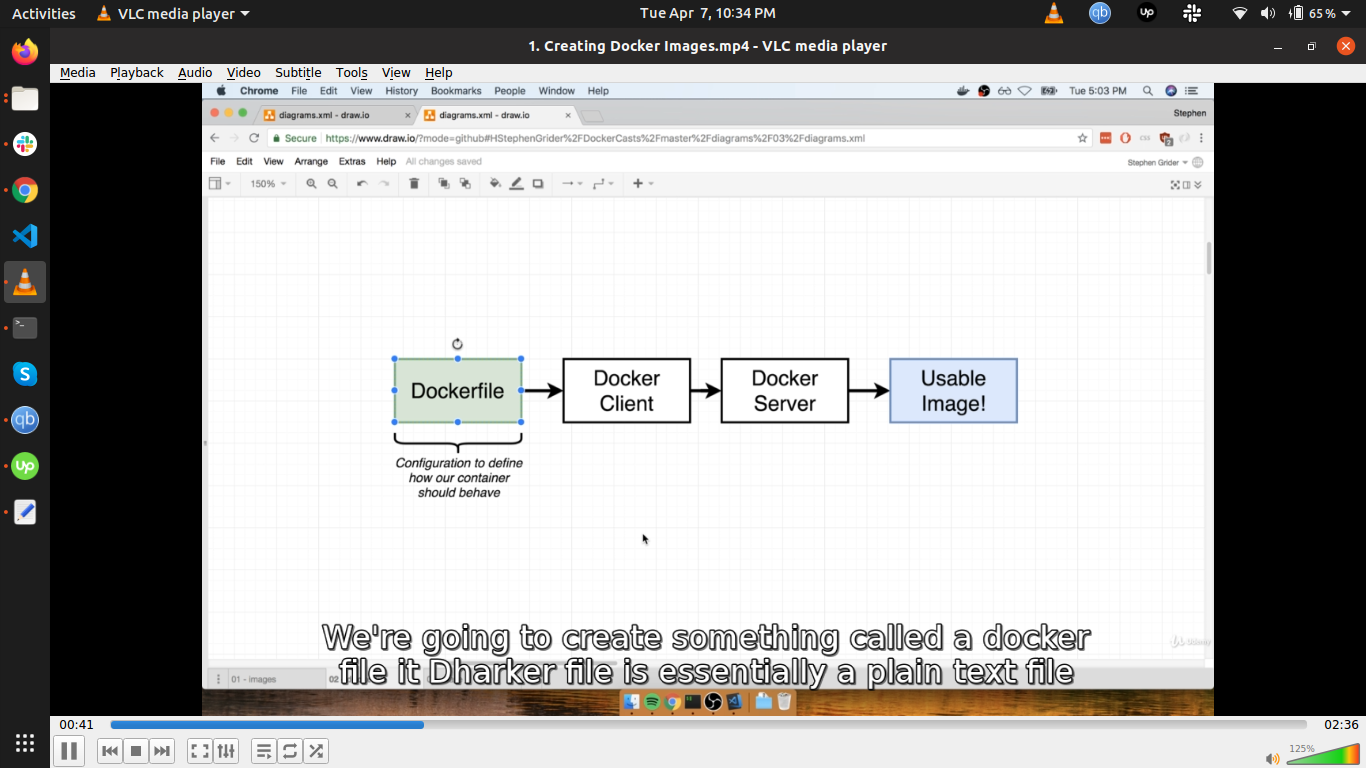 Activities VLC media player Tue Apr 7, 10:34 PM qb up 65 %
1. Creating Docker Images.mp4 - VLC media player
Media Playback Audio Video Subtitle Tools View Help
Chrome File Edit View History Bookmarks People Window Help Tue 5:03 PM
diagrams.xml - draw.io diagrams.xml - draw.io Stephen
Secure https://www.draw.io/?mode=github#HStephenGrider%2FDockerCasts%2Fmaster%2Fdiagrams%2F03%2Fdiagrams.xml
File Edit View Arrange Extras Help All changes saved Stephen Grider
150%
Dockerfile
Docker
Client
Docker
Server
Usable
Image!
Configuration to define
how our container
should behave
We're going to create something called a docker
file it Dharker file is essentially a plain text file
01 - images 02
qb
up
00:41 02:36
125%